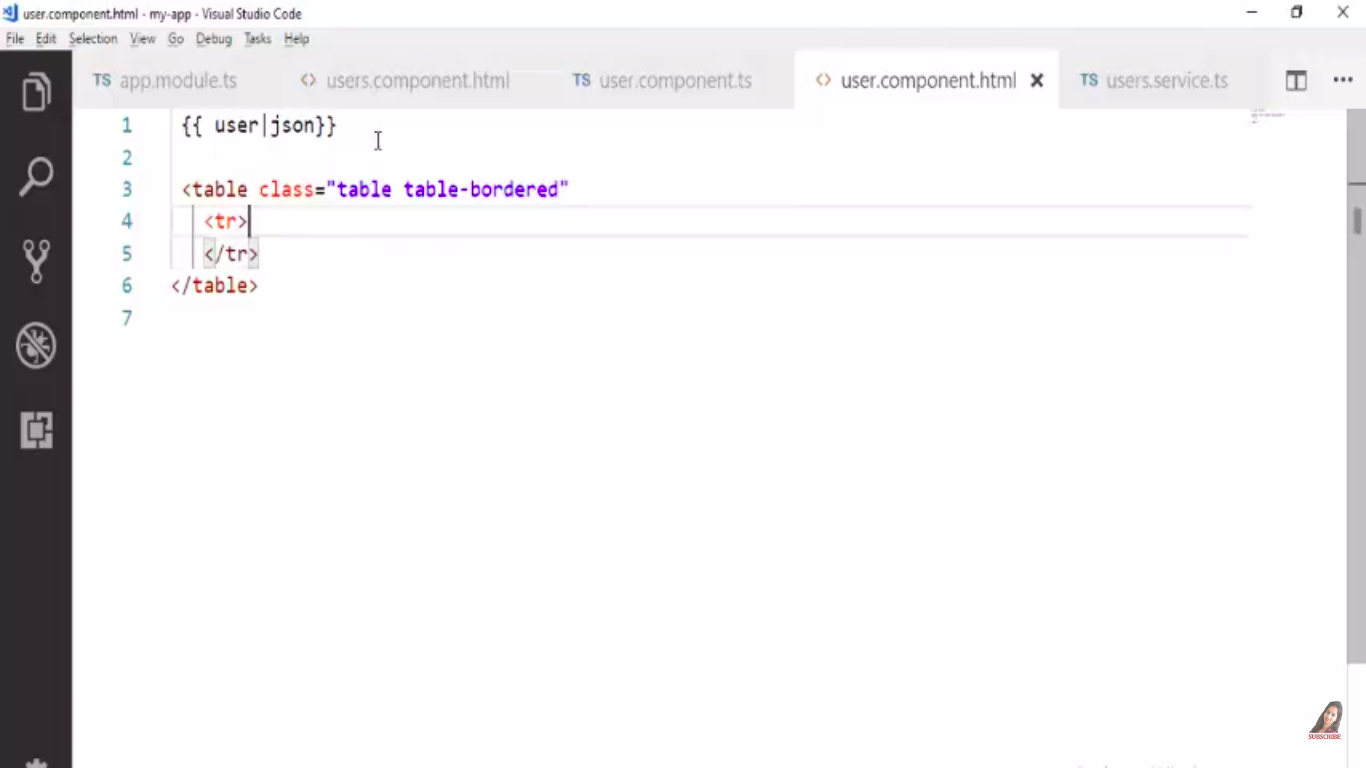 user.component.html - my-app - Visual Studio Code
File Edit Selection View Go Debug Tasks Help
TS app.module.ts <> users.component.html TS user.component.ts <> user.component.html TS users.service.ts
1 {{ user|json}}
2
3 <table class="table table-bordered"
4 <tr>
5 </tr>
6 </table>
7
SUBSCRIBE